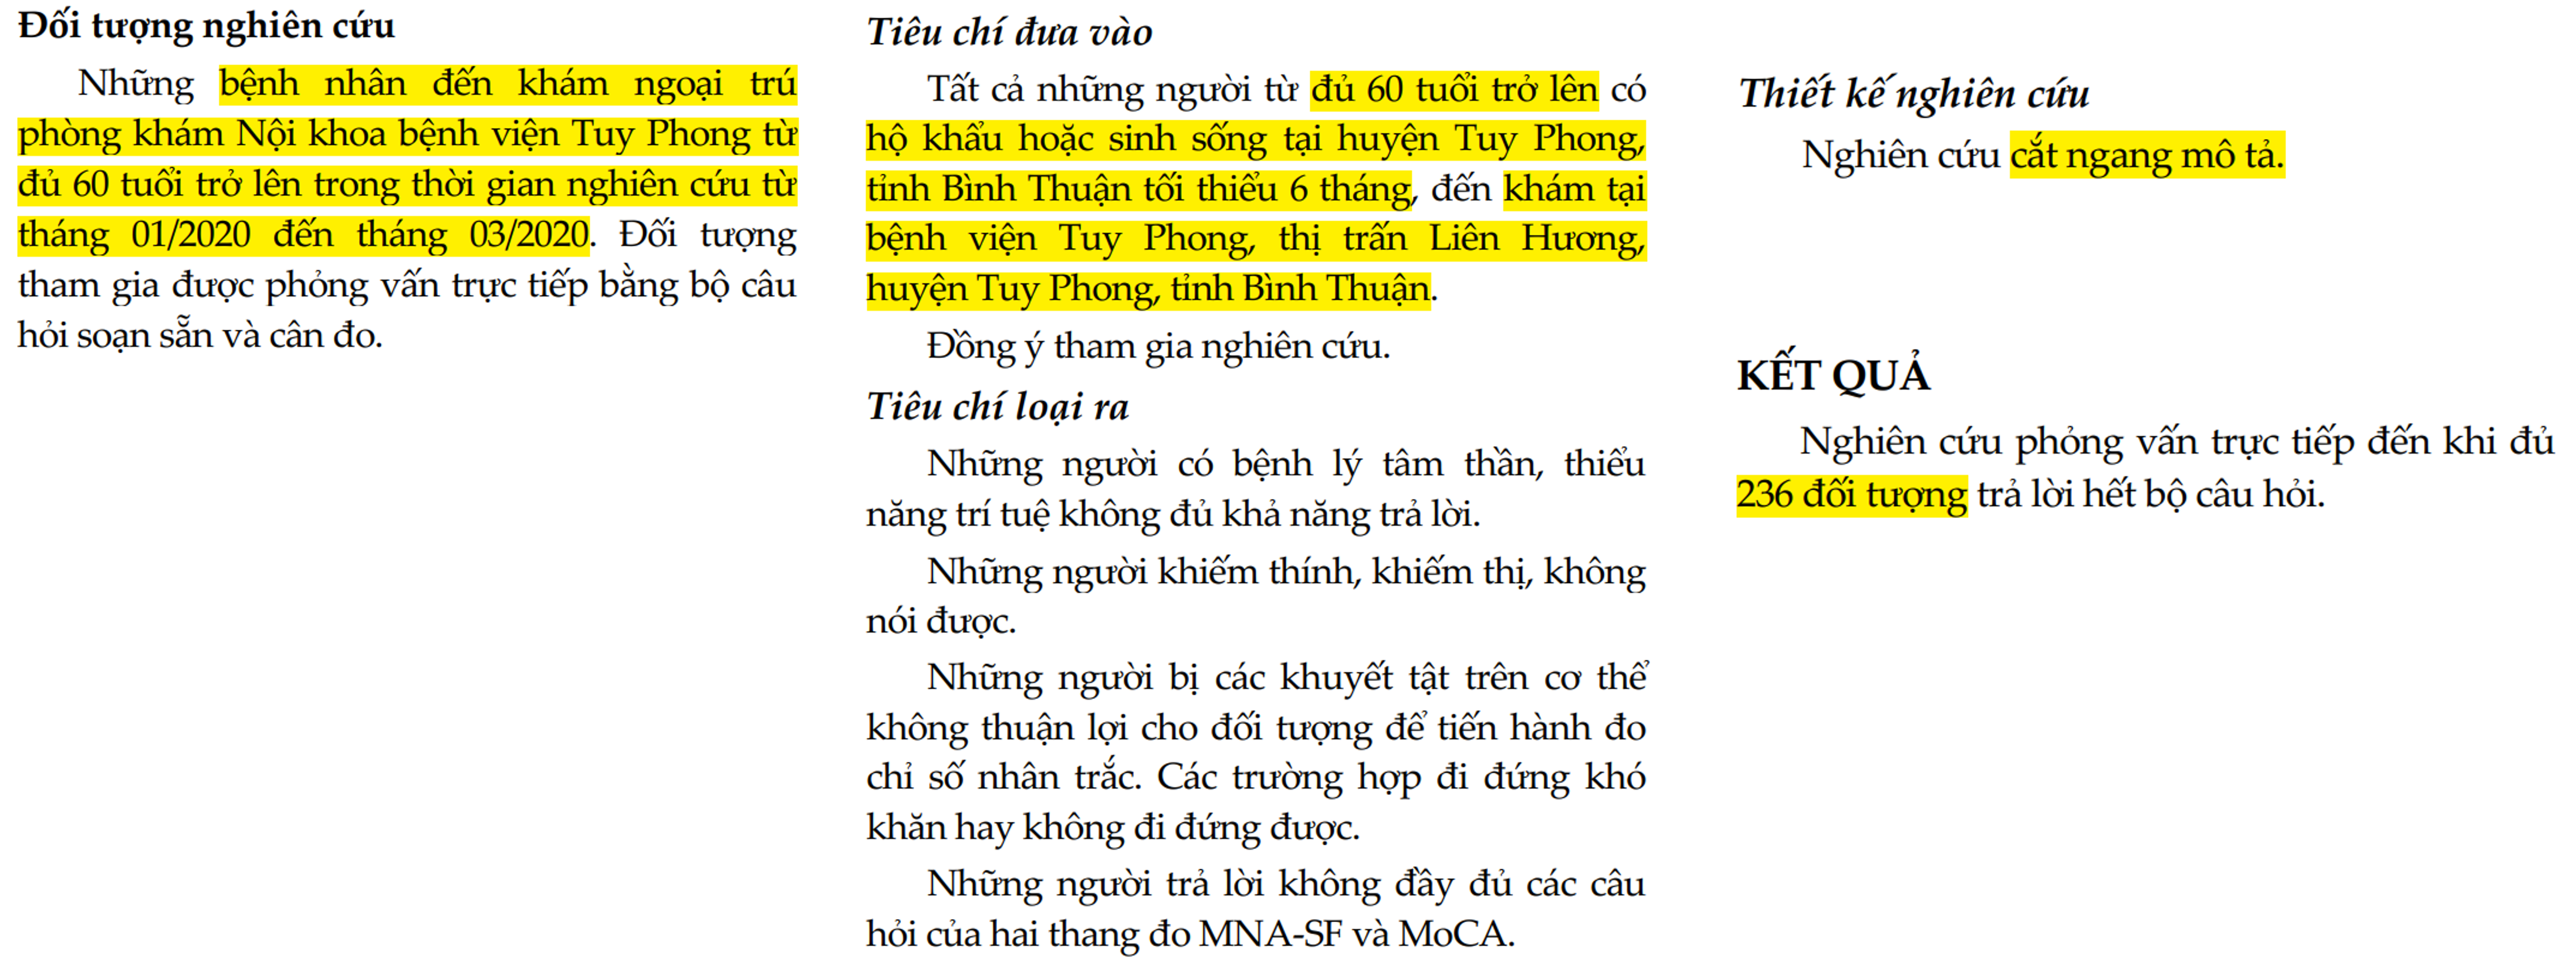 Đối tượng nghiên cứu
Những bệnh nhân đến khám ngoại trú
phòng khám Nội khoa bệnh viện Tuy Phong từ
đủ 60 tuổi trở lên trong thời gian nghiên cứu từ
tháng 01/2020 đến tháng 03/2020. Đối tượng
tham gia được phỏng vấn trực tiếp bằng bộ câu
hỏi soạn sẵn và cân đo.
Tiêu chí đưa vào
Tất cả những người từ đủ 60 tuổi trở lên có
hộ khẩu hoặc sinh sống tại huyện Tuy Phong,
tỉnh Bình Thuận tối thiểu 6 tháng, đến khám tại
bệnh viện Tuy Phong, thị trấn Liên Hương,
huyện Tuy Phong, tỉnh Bình Thuận.
Đồng ý tham gia nghiên cứu.
Tiêu chí loại ra
Những người có bệnh lý tâm thần, thiểu
năng trí tuệ không đủ khả năng trả lời.
Những người khiếm thính, khiếm thị, không
nói được.
Những người bị các khuyết tật trên cơ thể
không thuận lợi cho đối tượng để tiến hành đo
chỉ số nhân trắc. Các trường hợp đi đứng khó
khăn hay không đi đứng được.
Những người trả lời không đầy đủ các câu
hỏi của hai thang đo MNA-SF và MoCA.
Thiết kế nghiên cứu
Nghiên cứu cắt ngang mô tả.
KẾT QUẢ
Nghiên cứu phỏng vấn trực tiếp đến khi đủ
236 đối tượng trả lời hết bộ câu hỏi.